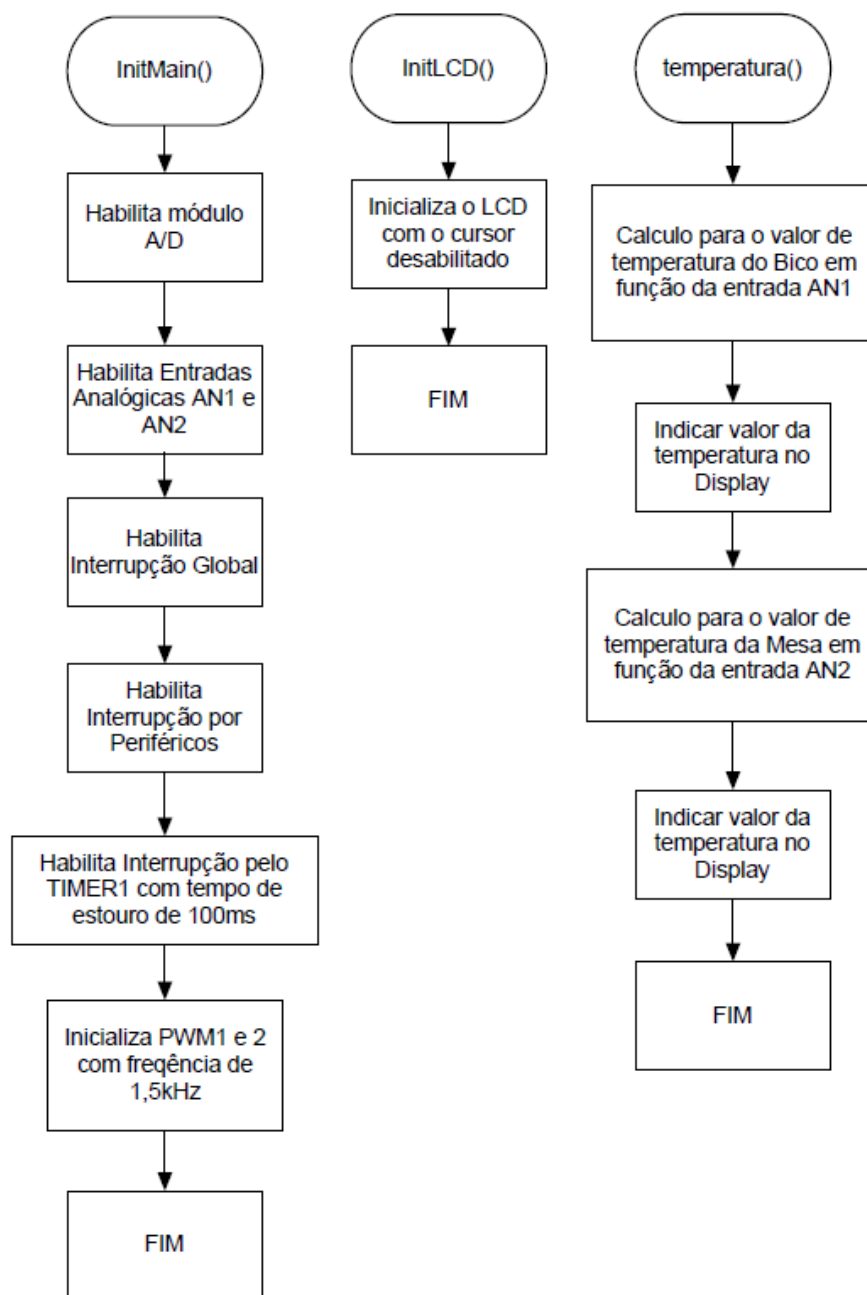 InitMain()
Habilita módulo
A/D
Habilita Entradas
Analógicas AN1 e
AN2
Habilita
Interrupção Global
Habilita
Interrupção por
Periféricos
Habilita Interrupção pelo
TIMER1 com tempo de
estouro de 100ms
Inicializa PWM1 e 2
com freqência de
1,5kHz
FIM
InitLCD()
Inicializa o LCD
com o cursor
desabilitado
FIM
temperatura()
Calculo para o valor de
temperatura do Bico em
função da entrada AN1
Indicar valor da
temperatura no
Display
Calculo para o valor de
temperatura da Mesa em
função da entrada AN2
Indicar valor da
temperatura no
Display
FIM